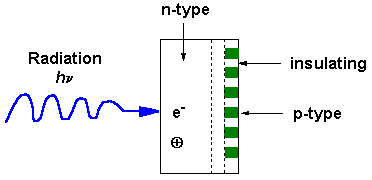 n-type
Radiation
hν
insulating
e-
p-type
⊕